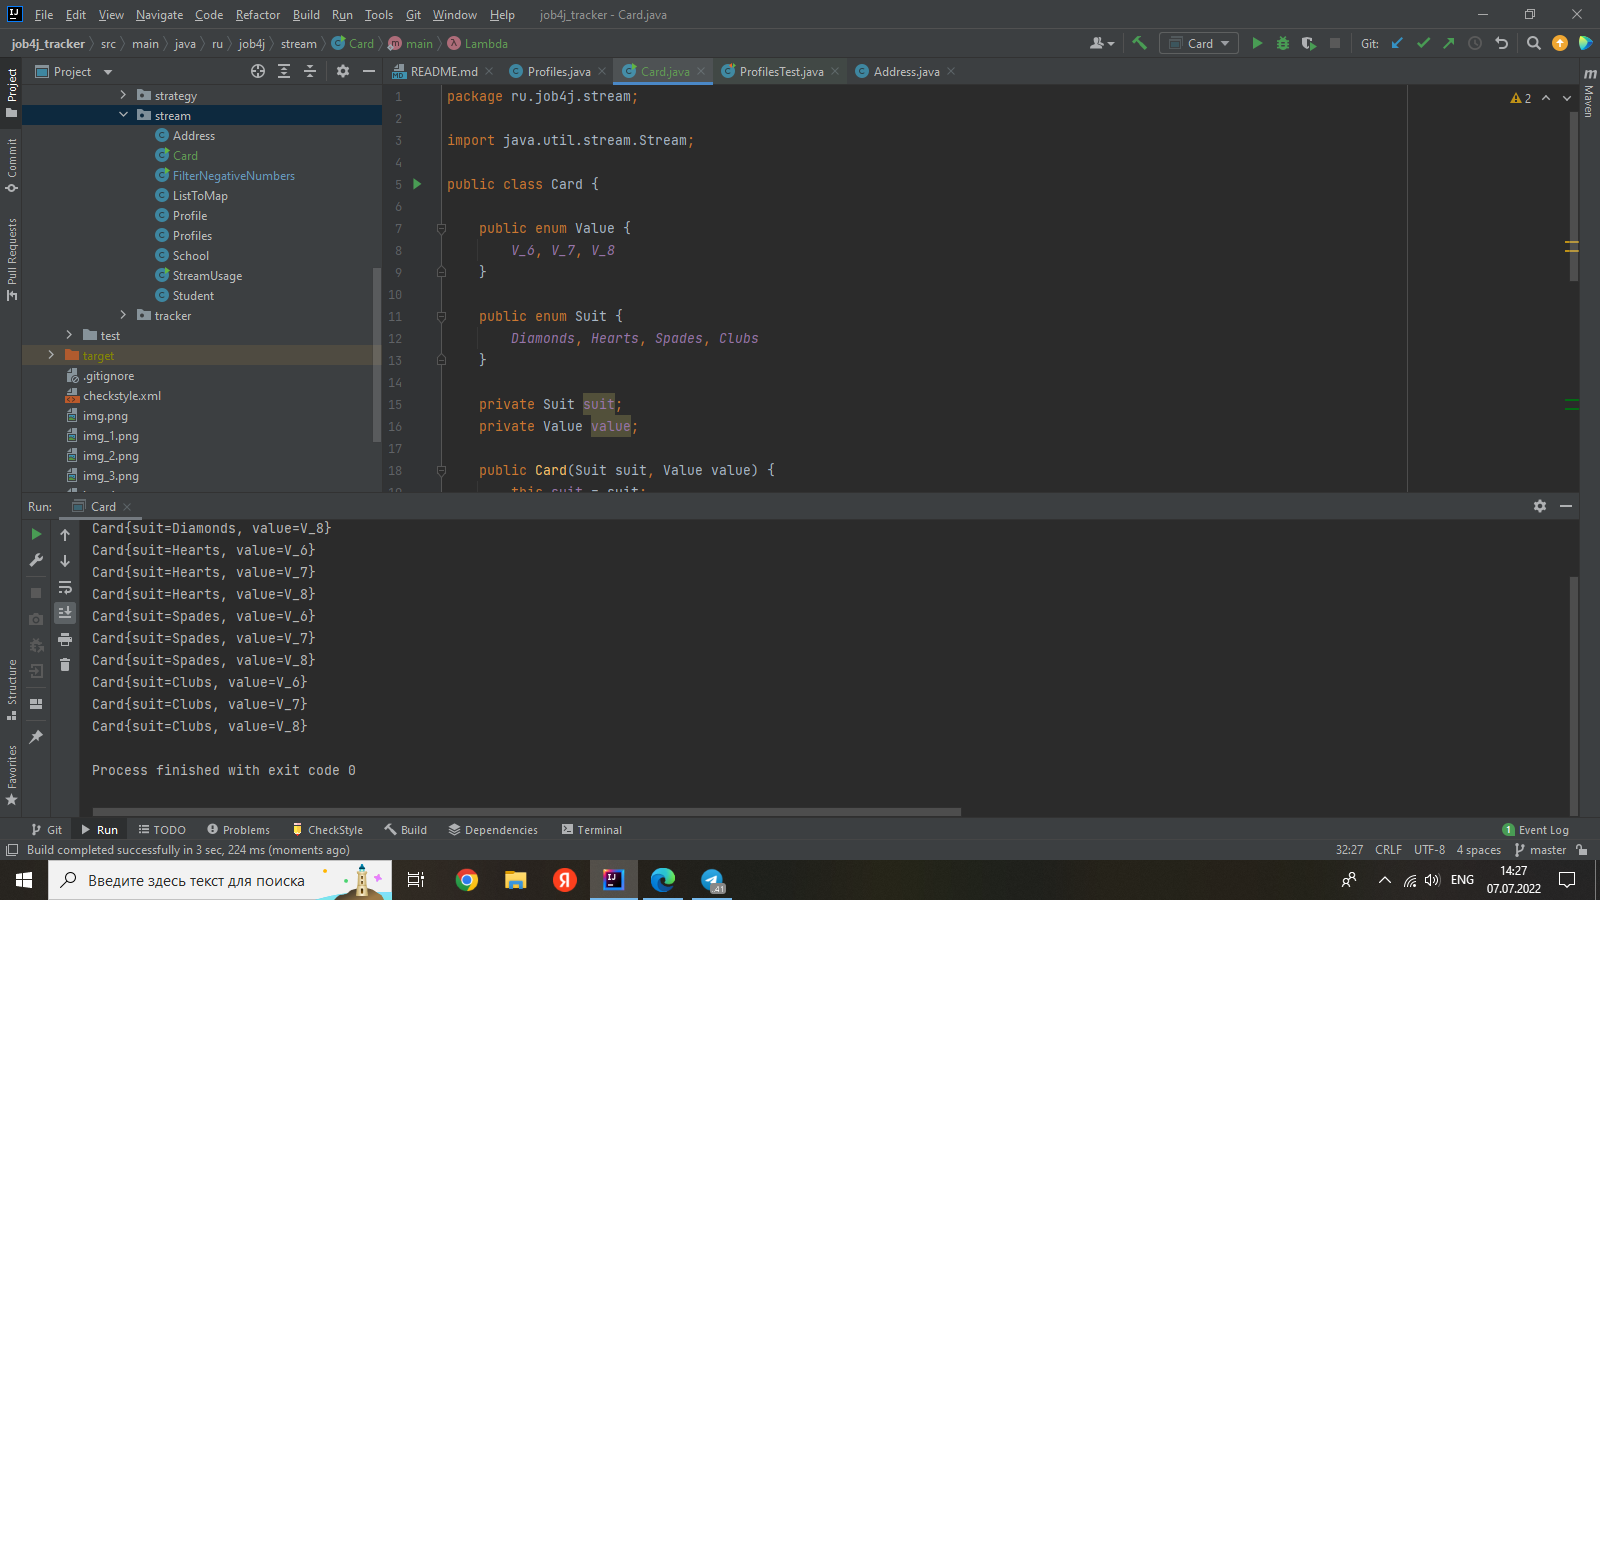 File Edit View Navigate Code Refactor Build Run Tools Git Window Help job4j_tracker - Card.java
job4j_tracker src main java ru job4j stream Card main Lambda
Card Git:
Project
README.md Profiles.java Card.java ProfilesTest.java Address.java
Project
Commit
Pull Requests
Structure
Favorites
Maven
strategy
stream
Address
Card
FilterNegativeNumbers
ListToMap
Profile
Profiles
School
StreamUsage
Student
tracker
test
target
.gitignore
checkstyle.xml
img.png
img_1.png
img_2.png
img_3.png
2
1 package ru.job4j.stream;
2
3 import java.util.stream.Stream;
4
5 public class Card {
6
7 public enum Value {
8 V_6, V_7, V_8
9 }
10
11 public enum Suit {
12 Diamonds, Hearts, Spades, Clubs
13 }
14
15 private Suit suit;
16 private Value value;
17
18 public Card(Suit suit, Value value) {
19 this.suit = suit;
Run: Card
Card{suit=Diamonds, value=V_8}
Card{suit=Hearts, value=V_6}
Card{suit=Hearts, value=V_7}
Card{suit=Hearts, value=V_8}
Card{suit=Spades, value=V_6}
Card{suit=Spades, value=V_7}
Card{suit=Spades, value=V_8}
Card{suit=Clubs, value=V_6}
Card{suit=Clubs, value=V_7}
Card{suit=Clubs, value=V_8}
Process finished with exit code 0
Git Run TODO Problems CheckStyle Build Dependencies Terminal 1 Event Log
Build completed successfully in 3 sec, 224 ms (moments ago) 32:27 CRLF UTF-8 4 spaces master
Введите здесь текст для поиска
Я
41
ENG
14:27
07.07.2022